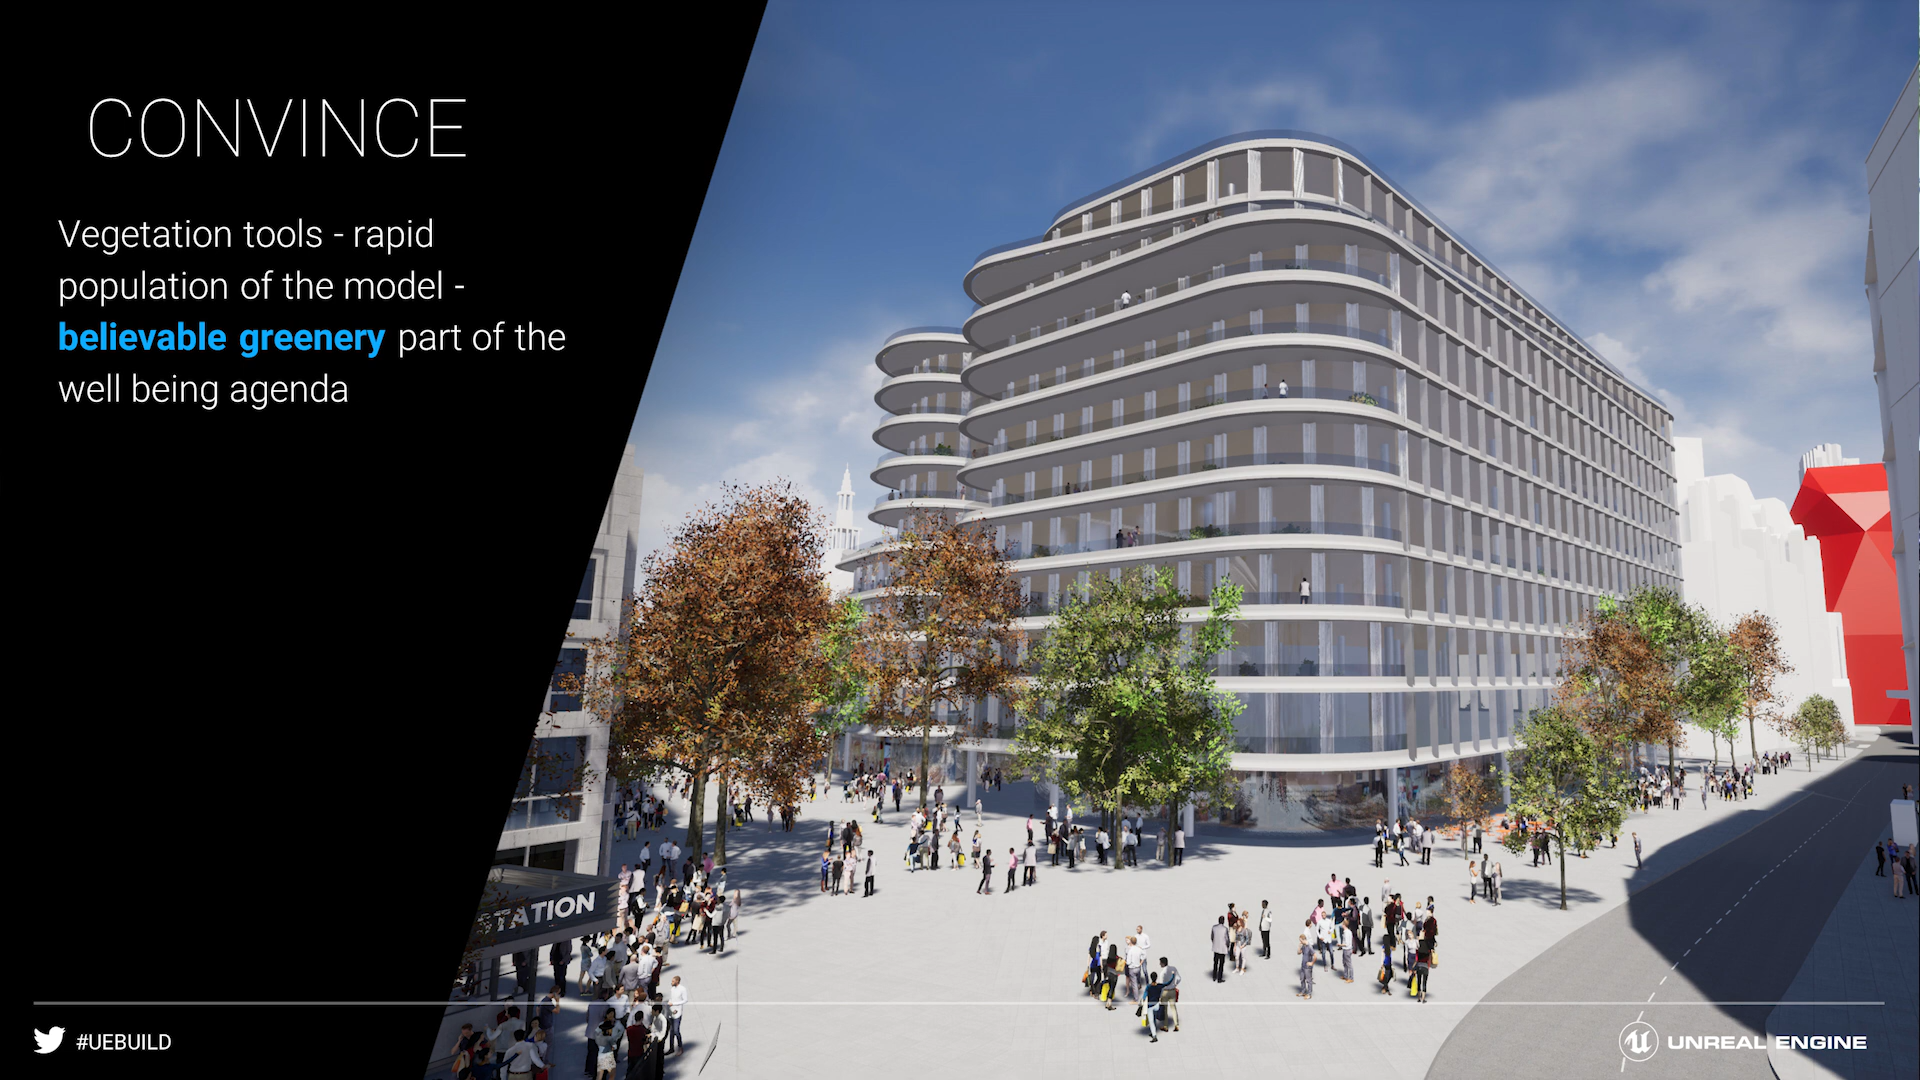 CONVINCE
Vegetation tools - rapid
population of the model -
believable greenery part of the
well being agenda
STATION
#UEBUILD
UNREAL ENGINE